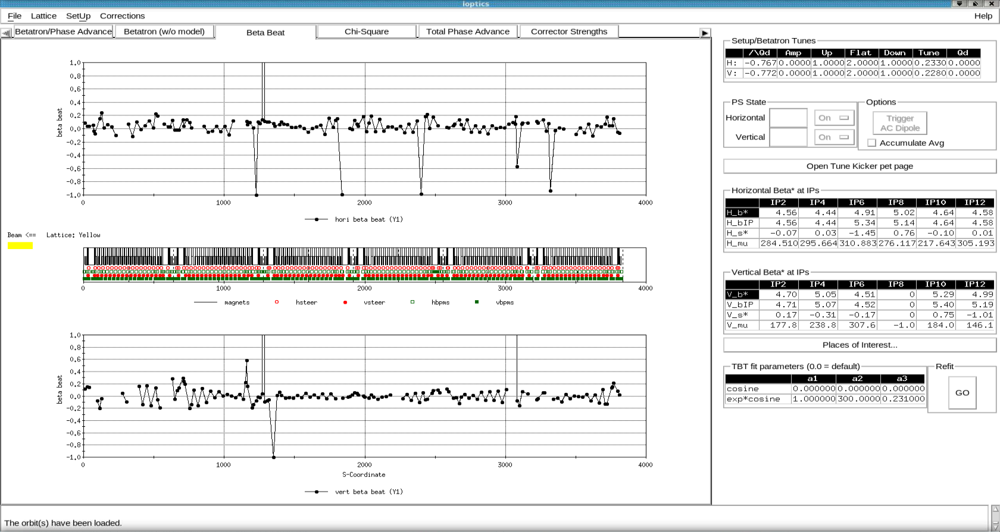 loptics
File Lattice SetUp Corrections Help
Betatron/Phase Advance Betatron (w/o model) Beta Beat Chi-Square Total Phase Advance Corrector Strengths
1.0
0.8
0.6
0.4
0.2
0.0
-0.2
-0.4
-0.6
-0.8
-1.0
beta beat
0 1000 2000 3000 4000
hori beta beat (Y1)
Beam <== Lattice: Yellow
0 1000 2000 3000 4000
magnets hsteer vsteer hbpms vbpms
1.0
0.8
0.6
0.4
0.2
0.0
-0.2
-0.4
-0.6
-0.8
-1.0
beta beat
0 1000 2000 3000 4000
S-Coordinate
vert beta beat (Y1)
Setup/Betatron Tunes
/\Qd Amp Up Flat Down Tune Qd
H: -0.767 0.0000 1.0000 2.0000 1.0000 0.2330 0.0000
V: -0.772 0.0000 1.0000 2.0000 1.0000 0.2280 0.0000
PS State
Horizontal On
Vertical On
Options
Trigger
AC Dipole
Accumulate Avg
Open Tune Kicker pet page
Horizontal Beta* at IPs
IP2 IP4 IP6 IP8 IP10 IP12
H_b* 4.56 4.44 4.91 5.02 4.64 4.58
H_bIP 4.56 4.44 5.34 5.14 4.64 4.58
H_s* -0.07 0.03 -1.45 0.76 -0.10 0.01
H_mu 284.510 295.664 310.883 276.117 217.643 305.193
Vertical Beta* at IPs
IP2 IP4 IP6 IP8 IP10 IP12
V_b* 4.70 5.05 4.51 0 5.29 4.99
V_bIP 4.71 5.07 4.52 0 5.40 5.19
V_s* 0.17 -0.31 -0.17 0 0.75 -1.01
V_mu 177.8 238.8 307.6 -1.0 184.0 146.1
Places of Interest...
TBT fit parameters (0.0 = default)
a1 a2 a3
cosine 0.000000 0.000000 0.000000
exp*cosine 1.000000 300.0000 0.231000
Refit
GO
The orbit(s) have been loaded.